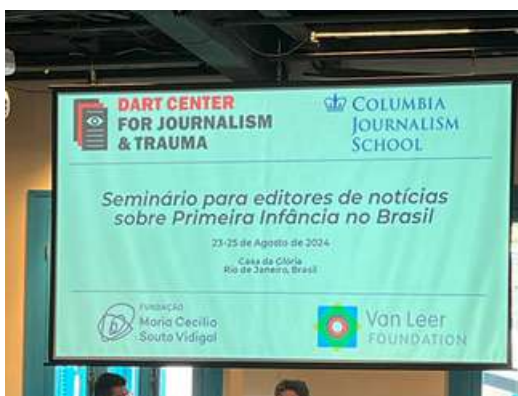 DART CENTER
FOR JOURNALISM
& TRAUMA
COLUMBIA
JOURNALISM
SCHOOL
Seminário para editores de notícias
sobre Primeira Infância no Brasil
23-25 de Agosto de 2024
Casa da Glória
Rio de Janeiro, Brasil
FUNDAÇÃO
Maria Cecilia
Souto Vidigal
Van Leer
FOUNDATION